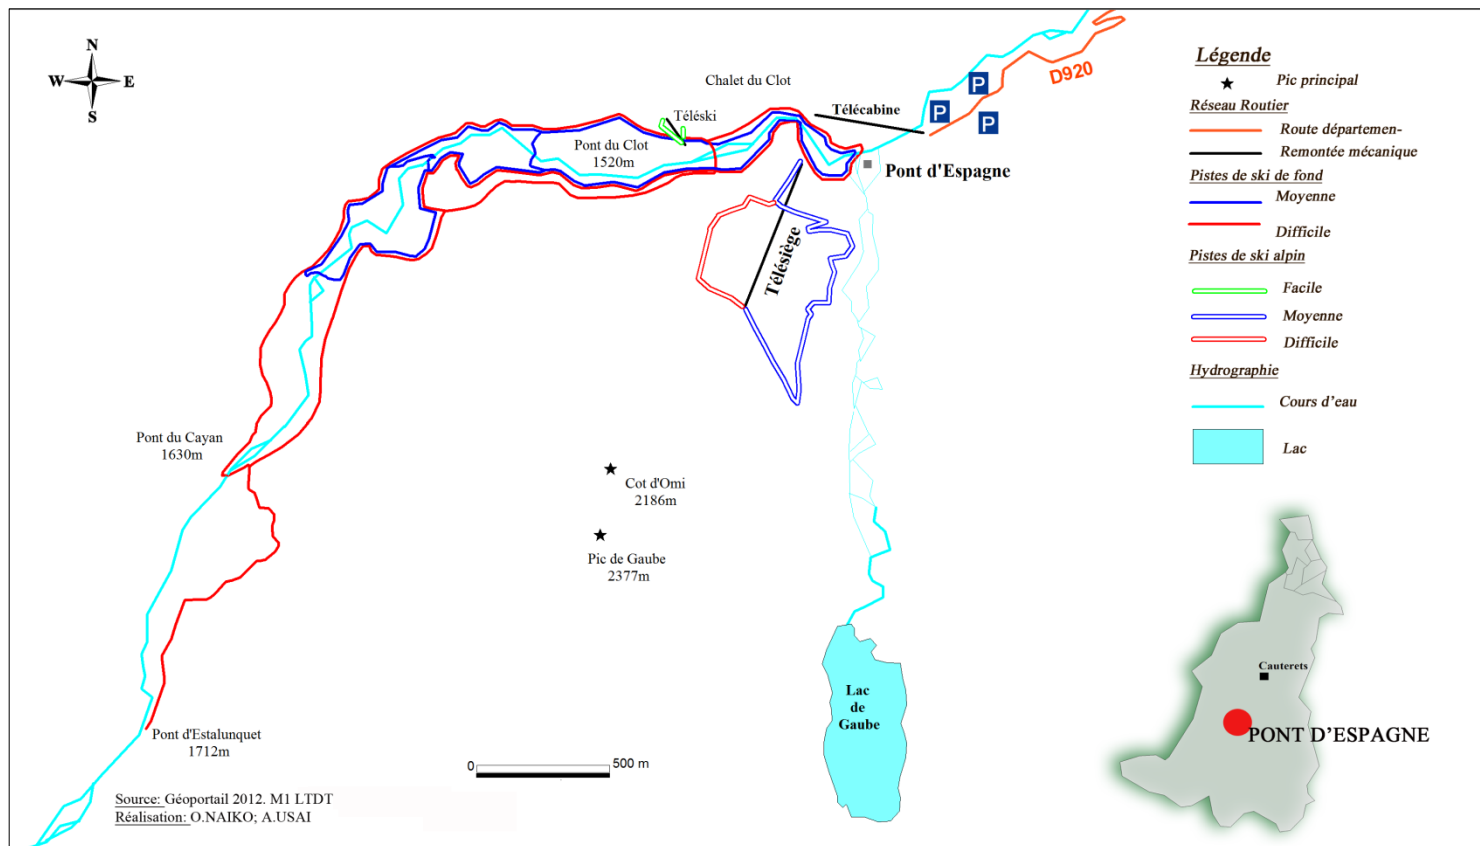 N
W E
S
Chalet du Clot
Téléski
Télécabine
D920
P
P
P
Pont du Clot
1520m
Pont d'Espagne
Télésiège
Pont du Cayan
1630m
Cot d'Omi
2186m
Pic de Gaube
2377m
Lac
de
Gaube
Pont d'Estalunquet
1712m
0 500 m
Source: Géoportail 2012. M1 LTDT
Réalisation: O.NAIKO; A.USAI
Légende
Pic principal
Réseau Routier
Route départemen-
Remontée mécanique
Pistes de ski de fond
Moyenne
Difficile
Pistes de ski alpin
Facile
Moyenne
Difficile
Hydrographie
Cours d'eau
Lac
Cauterets
PONT D'ESPAGNE